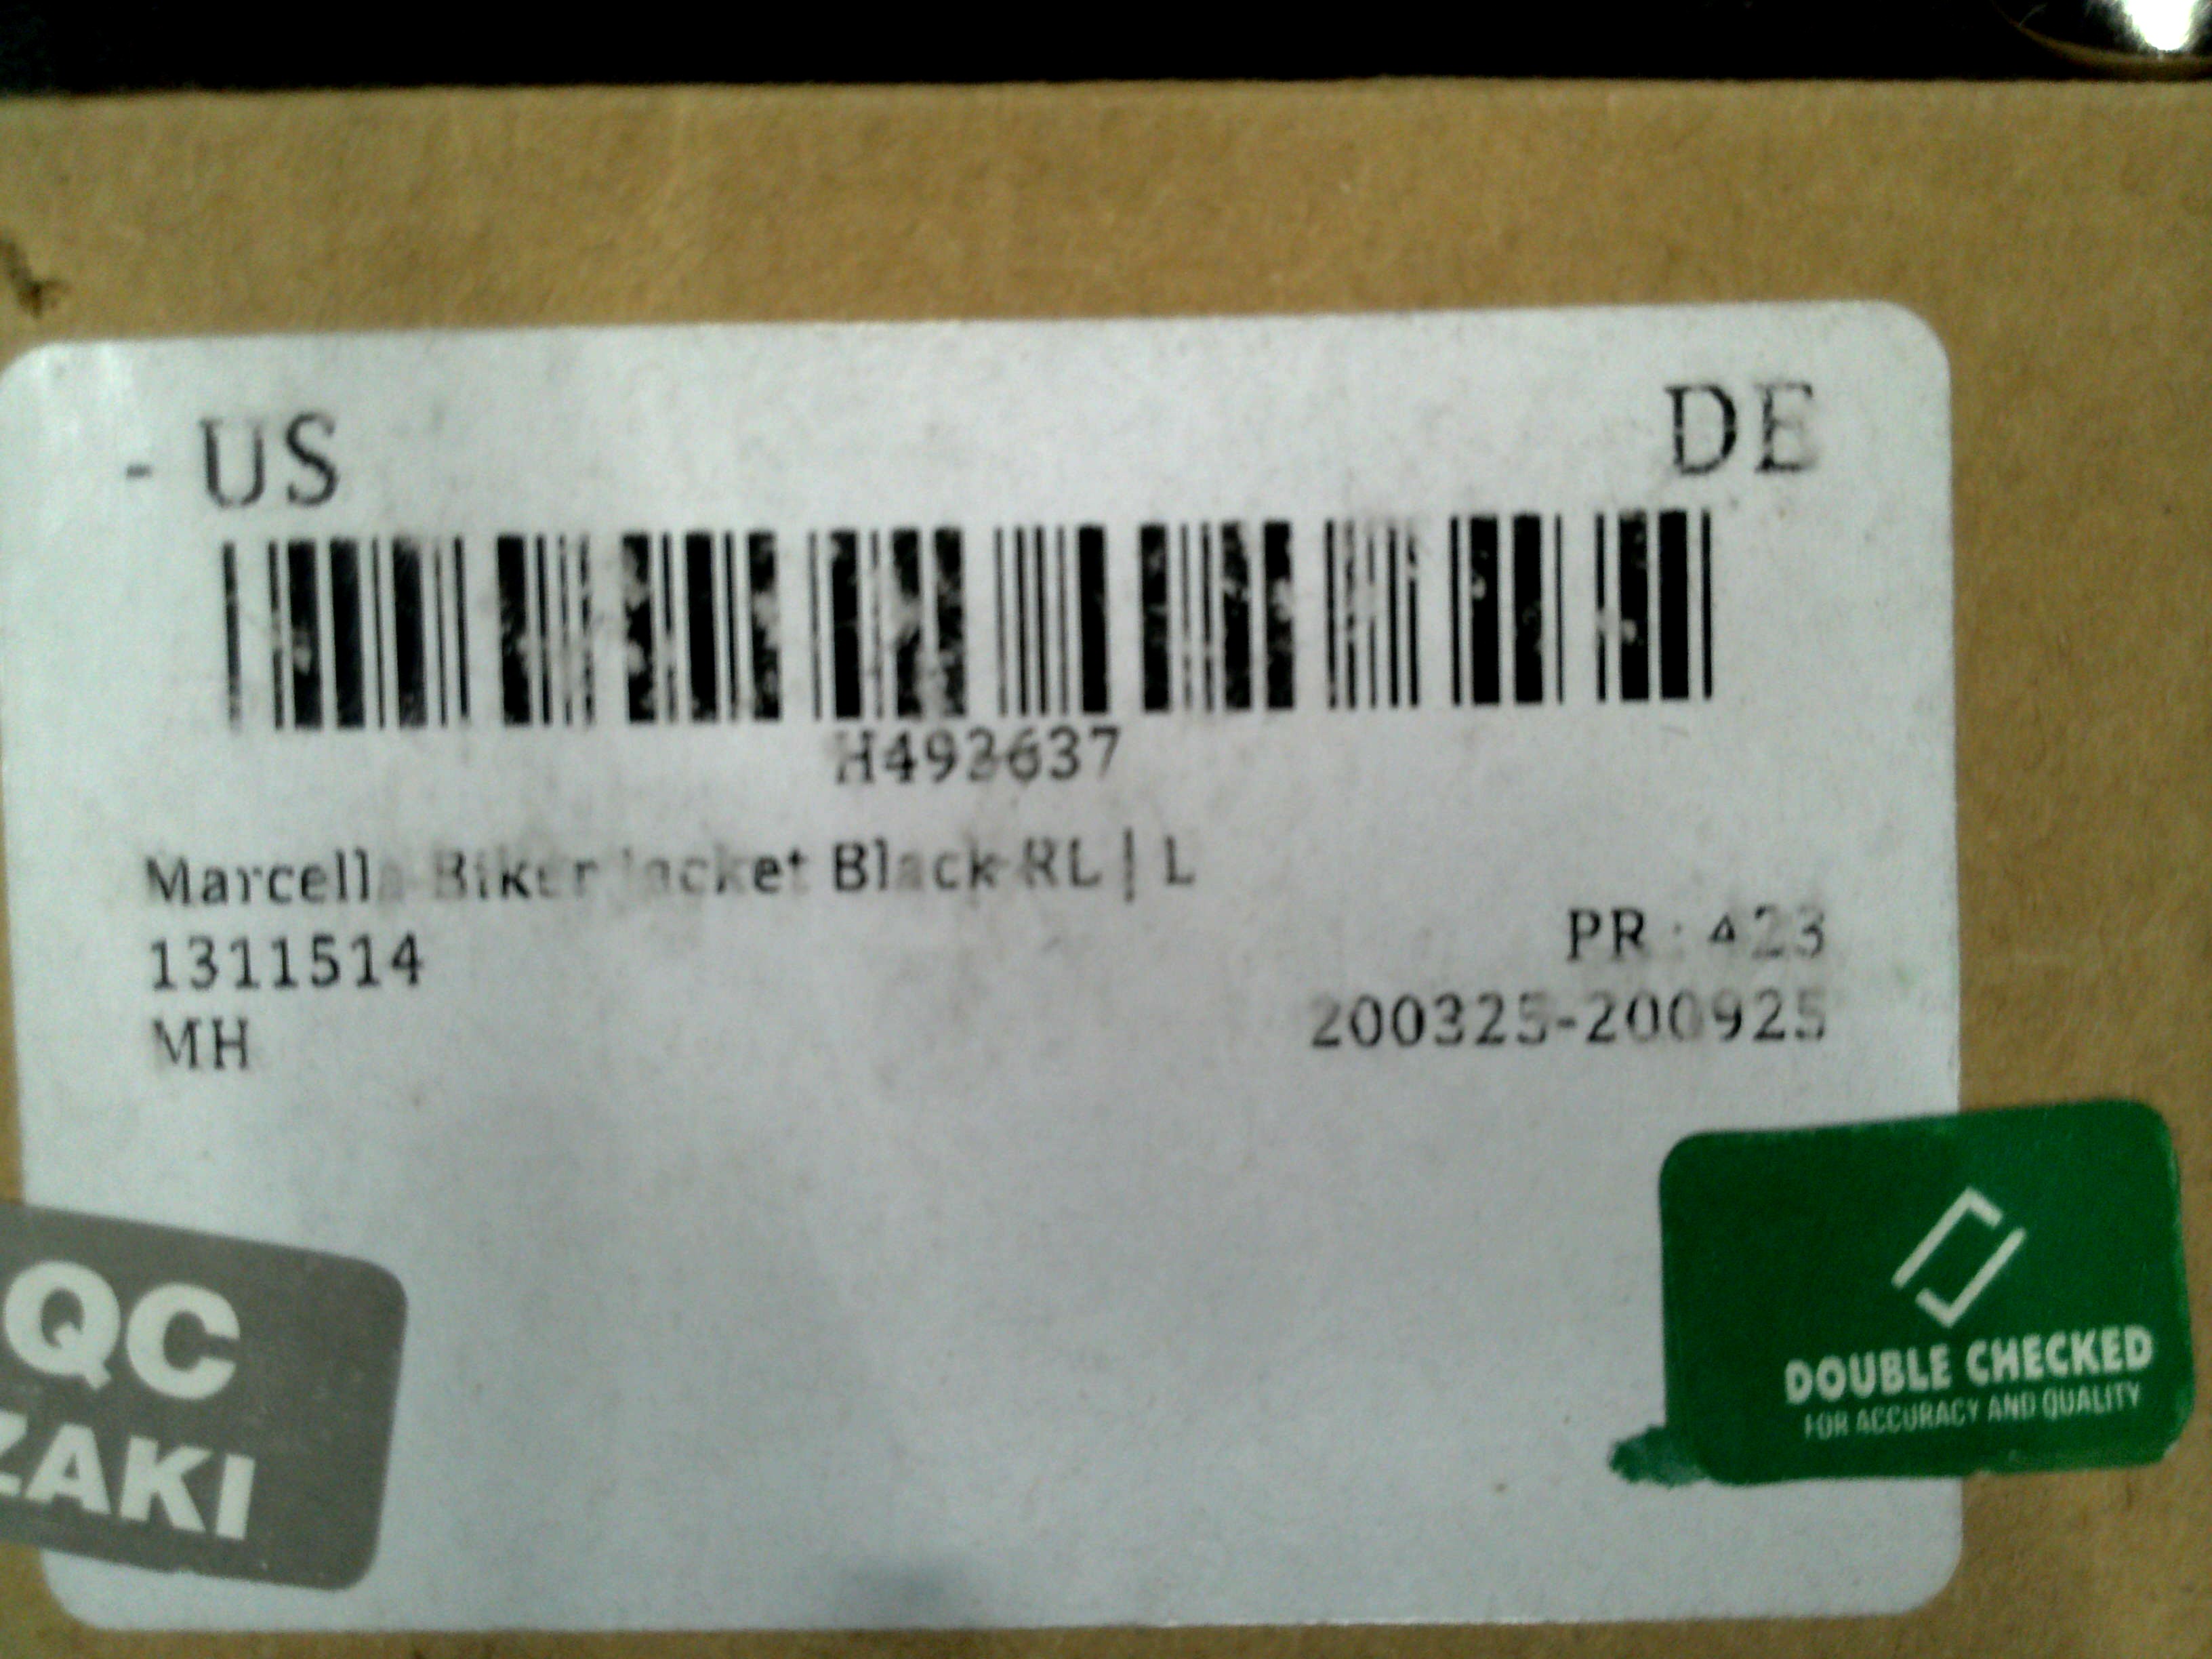 - US DE
H493637
Marcella Biker Jacket Black RL | L
1311514
PR : 423
MH
200325-200925
QC
ZAKI
DOUBLE CHECKED
FOR ACCURACY AND QUALITY